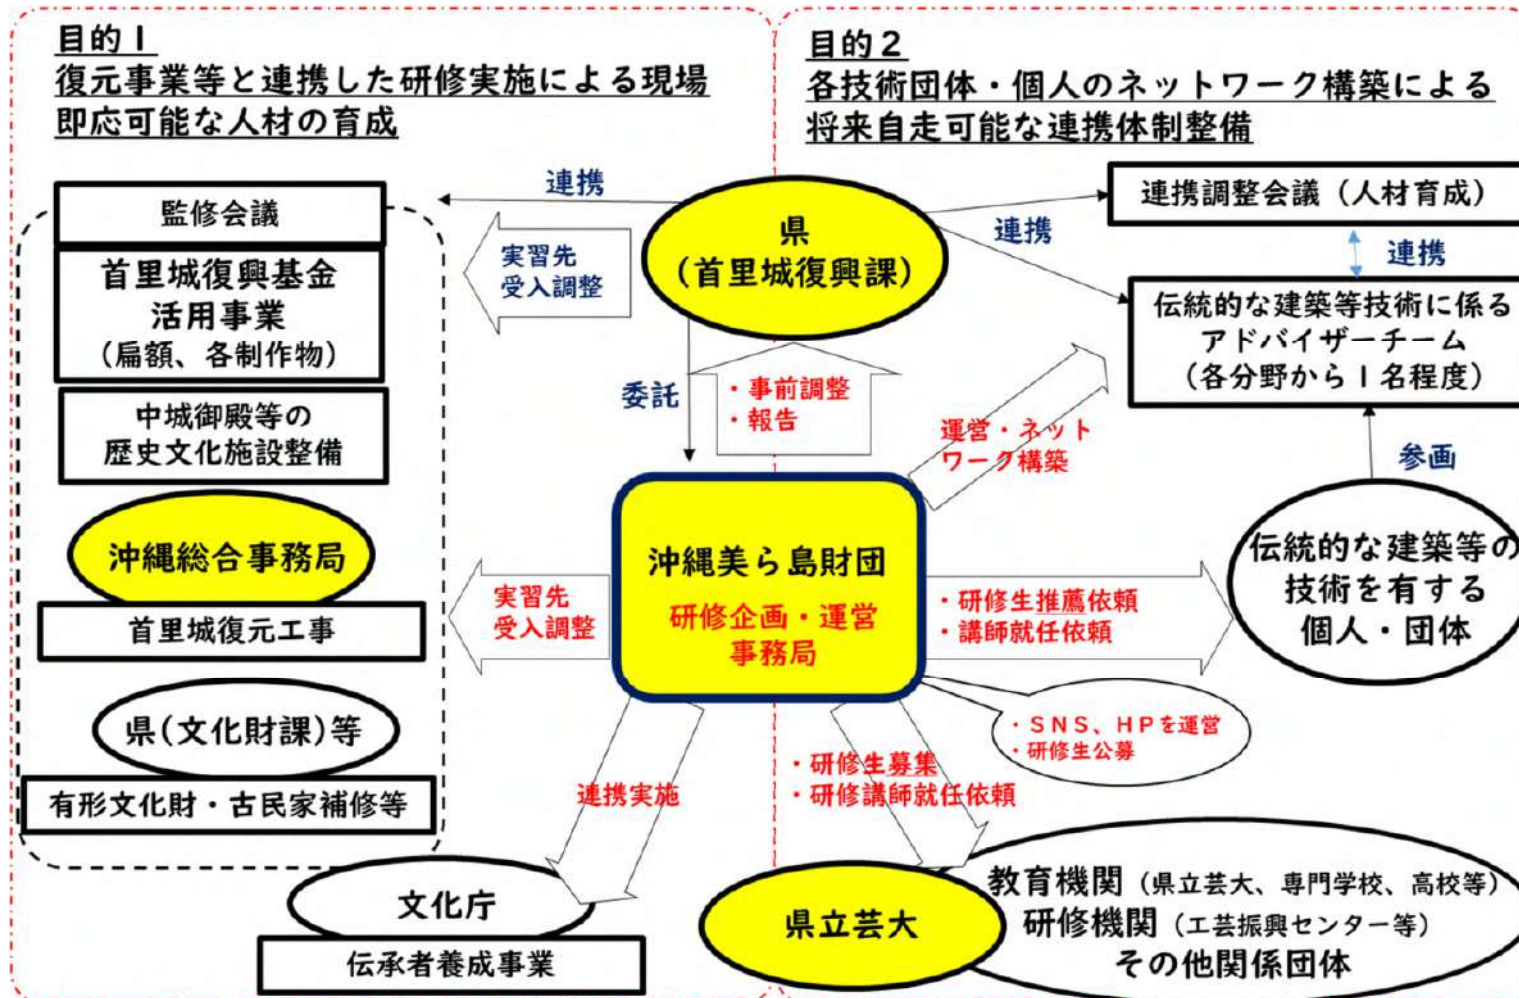 目的1
復元事業等と連携した研修実施による現場
即応可能な人材の育成
目的2
各技術団体・個人のネットワーク構築による
将来自走可能な連携体制整備
監修会議
首里城復興基金
活用事業
(扁額、各制作物)
中城御殿等の
歴史文化施設整備
沖縄総合事務局
首里城復元工事
県(文化財課)等
有形文化財・古民家補修等
連携
実習先
受入調整
県
(首里城復興課)
連携
連携調整会議(人材育成)
連携
伝統的な建築等技術に係る
アドバイザーチーム
(各分野から1名程度)
委託
・事前調整
・報告
運営・ネット
ワーク構築
参画
沖縄美ら島財団
研修企画・運営
事務局
実習先
受入調整
・研修生推薦依頼
・講師就任依頼
伝統的な建築等の
技術を有する
個人・団体
・SNS、HPを運営
・研修生公募
連携実施
・研修生募集
・研修講師就任依頼
文化庁
伝承者養成事業
県立芸大
教育機関(県立芸大、専門学校、高校等)
研修機関(工芸振興センター等)
その他関係団体